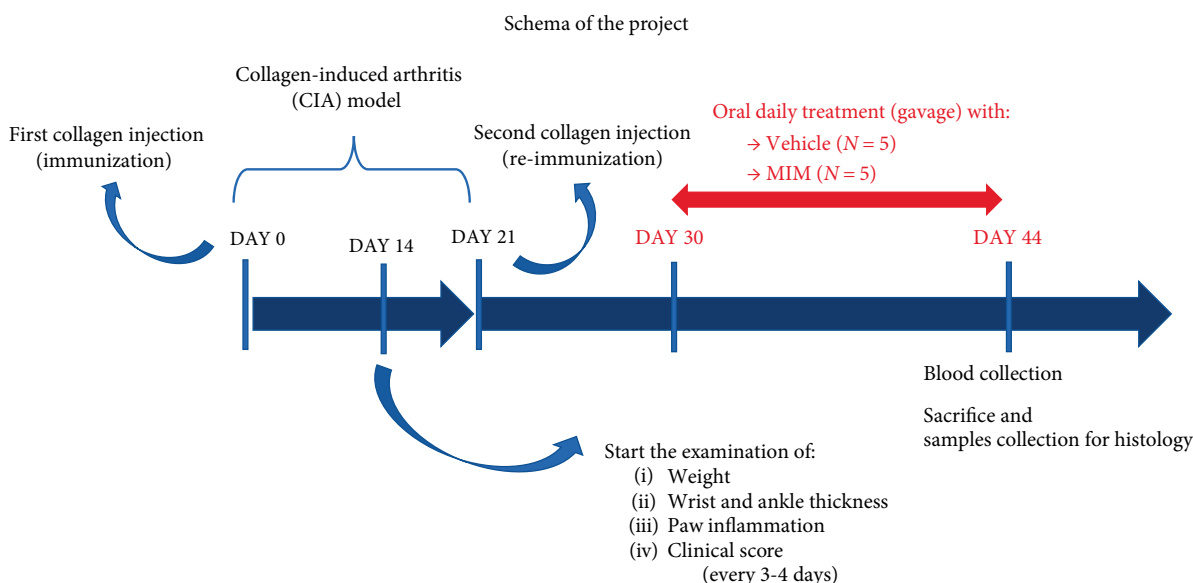 Schema of the project
Collagen-induced arthritis
(CIA) model
First collagen injection
(immunization)
Second collagen injection
(re-immunization)
Oral daily treatment (gavage) with:
→ Vehicle (N = 5)
→ MIM (N = 5)
DAY 0
DAY 14
DAY 21
DAY 30
DAY 44
Blood collection
Sacrifice and
samples collection for histology
Start the examination of:
(i) Weight
(ii) Wrist and ankle thickness
(iii) Paw inflammation
(iv) Clinical score
(every 3-4 days)